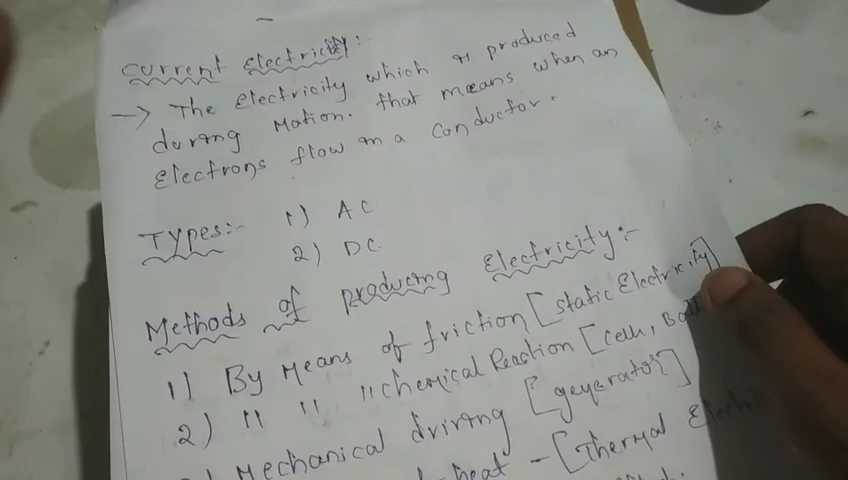 Current Electricity:-
→ The Electricity which is produced
during Motion. that means when an
Electrons flow in a conductor.
Types:- 1) AC
2) DC
Methods of producing Electricity:-
1) By Means of friction [static Electricity]
2) " " " chemical Reaction [cell,
Mechanical driving [generator]
heat - [Thermal